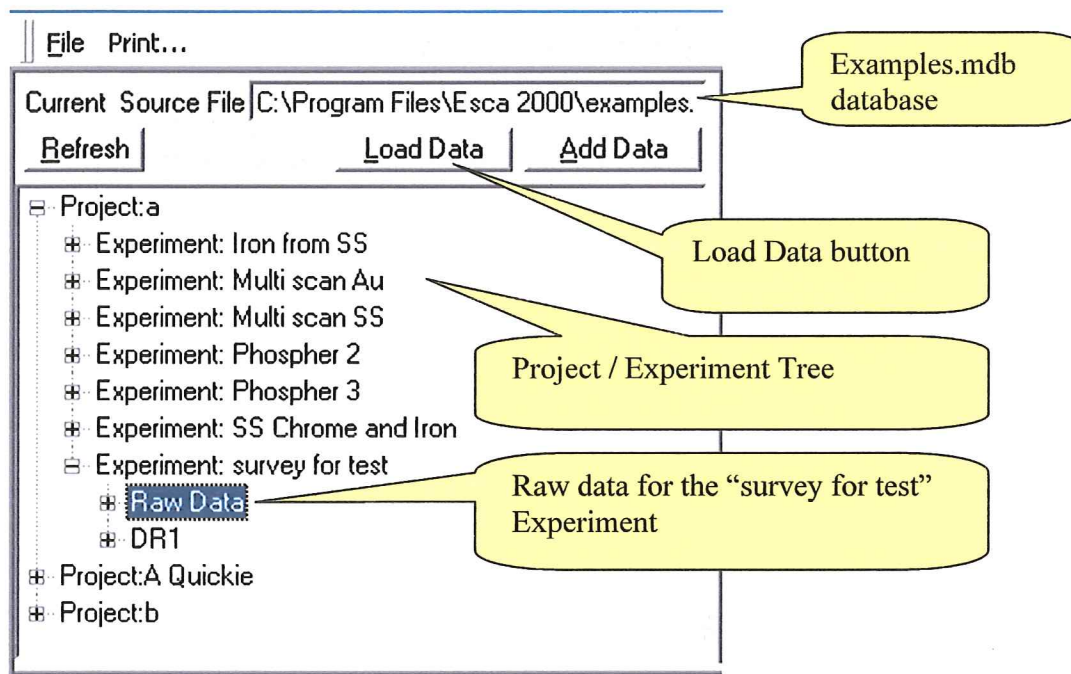 File Print...
Current Source File C:\Program Files\Esca 2000\examples.
Refresh Load Data Add Data
Project:a
Experiment: Iron from SS
Experiment: Multi scan Au
Experiment: Multi scan SS
Experiment: Phospher 2
Experiment: Phospher 3
Experiment: SS Chrome and Iron
Experiment: survey for test
Raw Data
DR1
Project:A Quickie
Project:b
Examples.mdb
database
Load Data button
Project / Experiment Tree
Raw data for the “survey for test”
Experiment